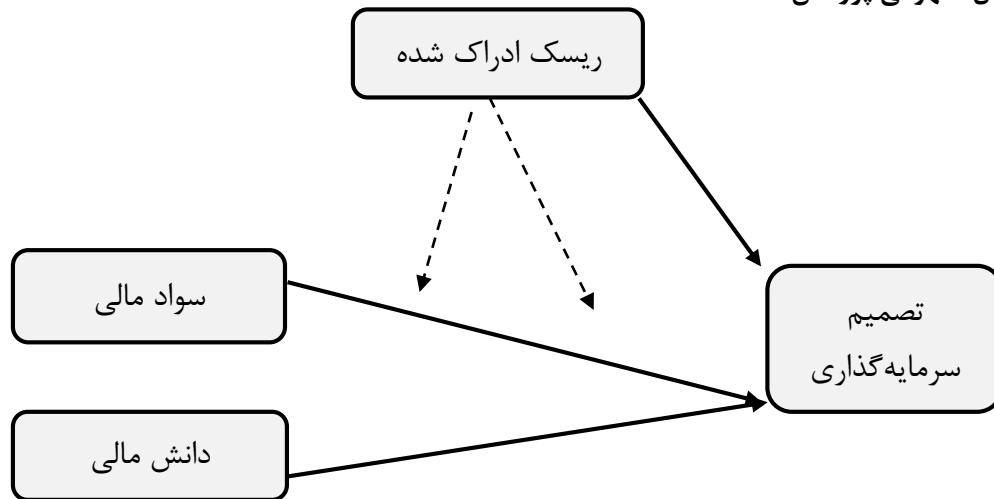 ریسک ادراک شده
سواد مالی
تصمیم
سرمایه‌گذاری
دانش مالی